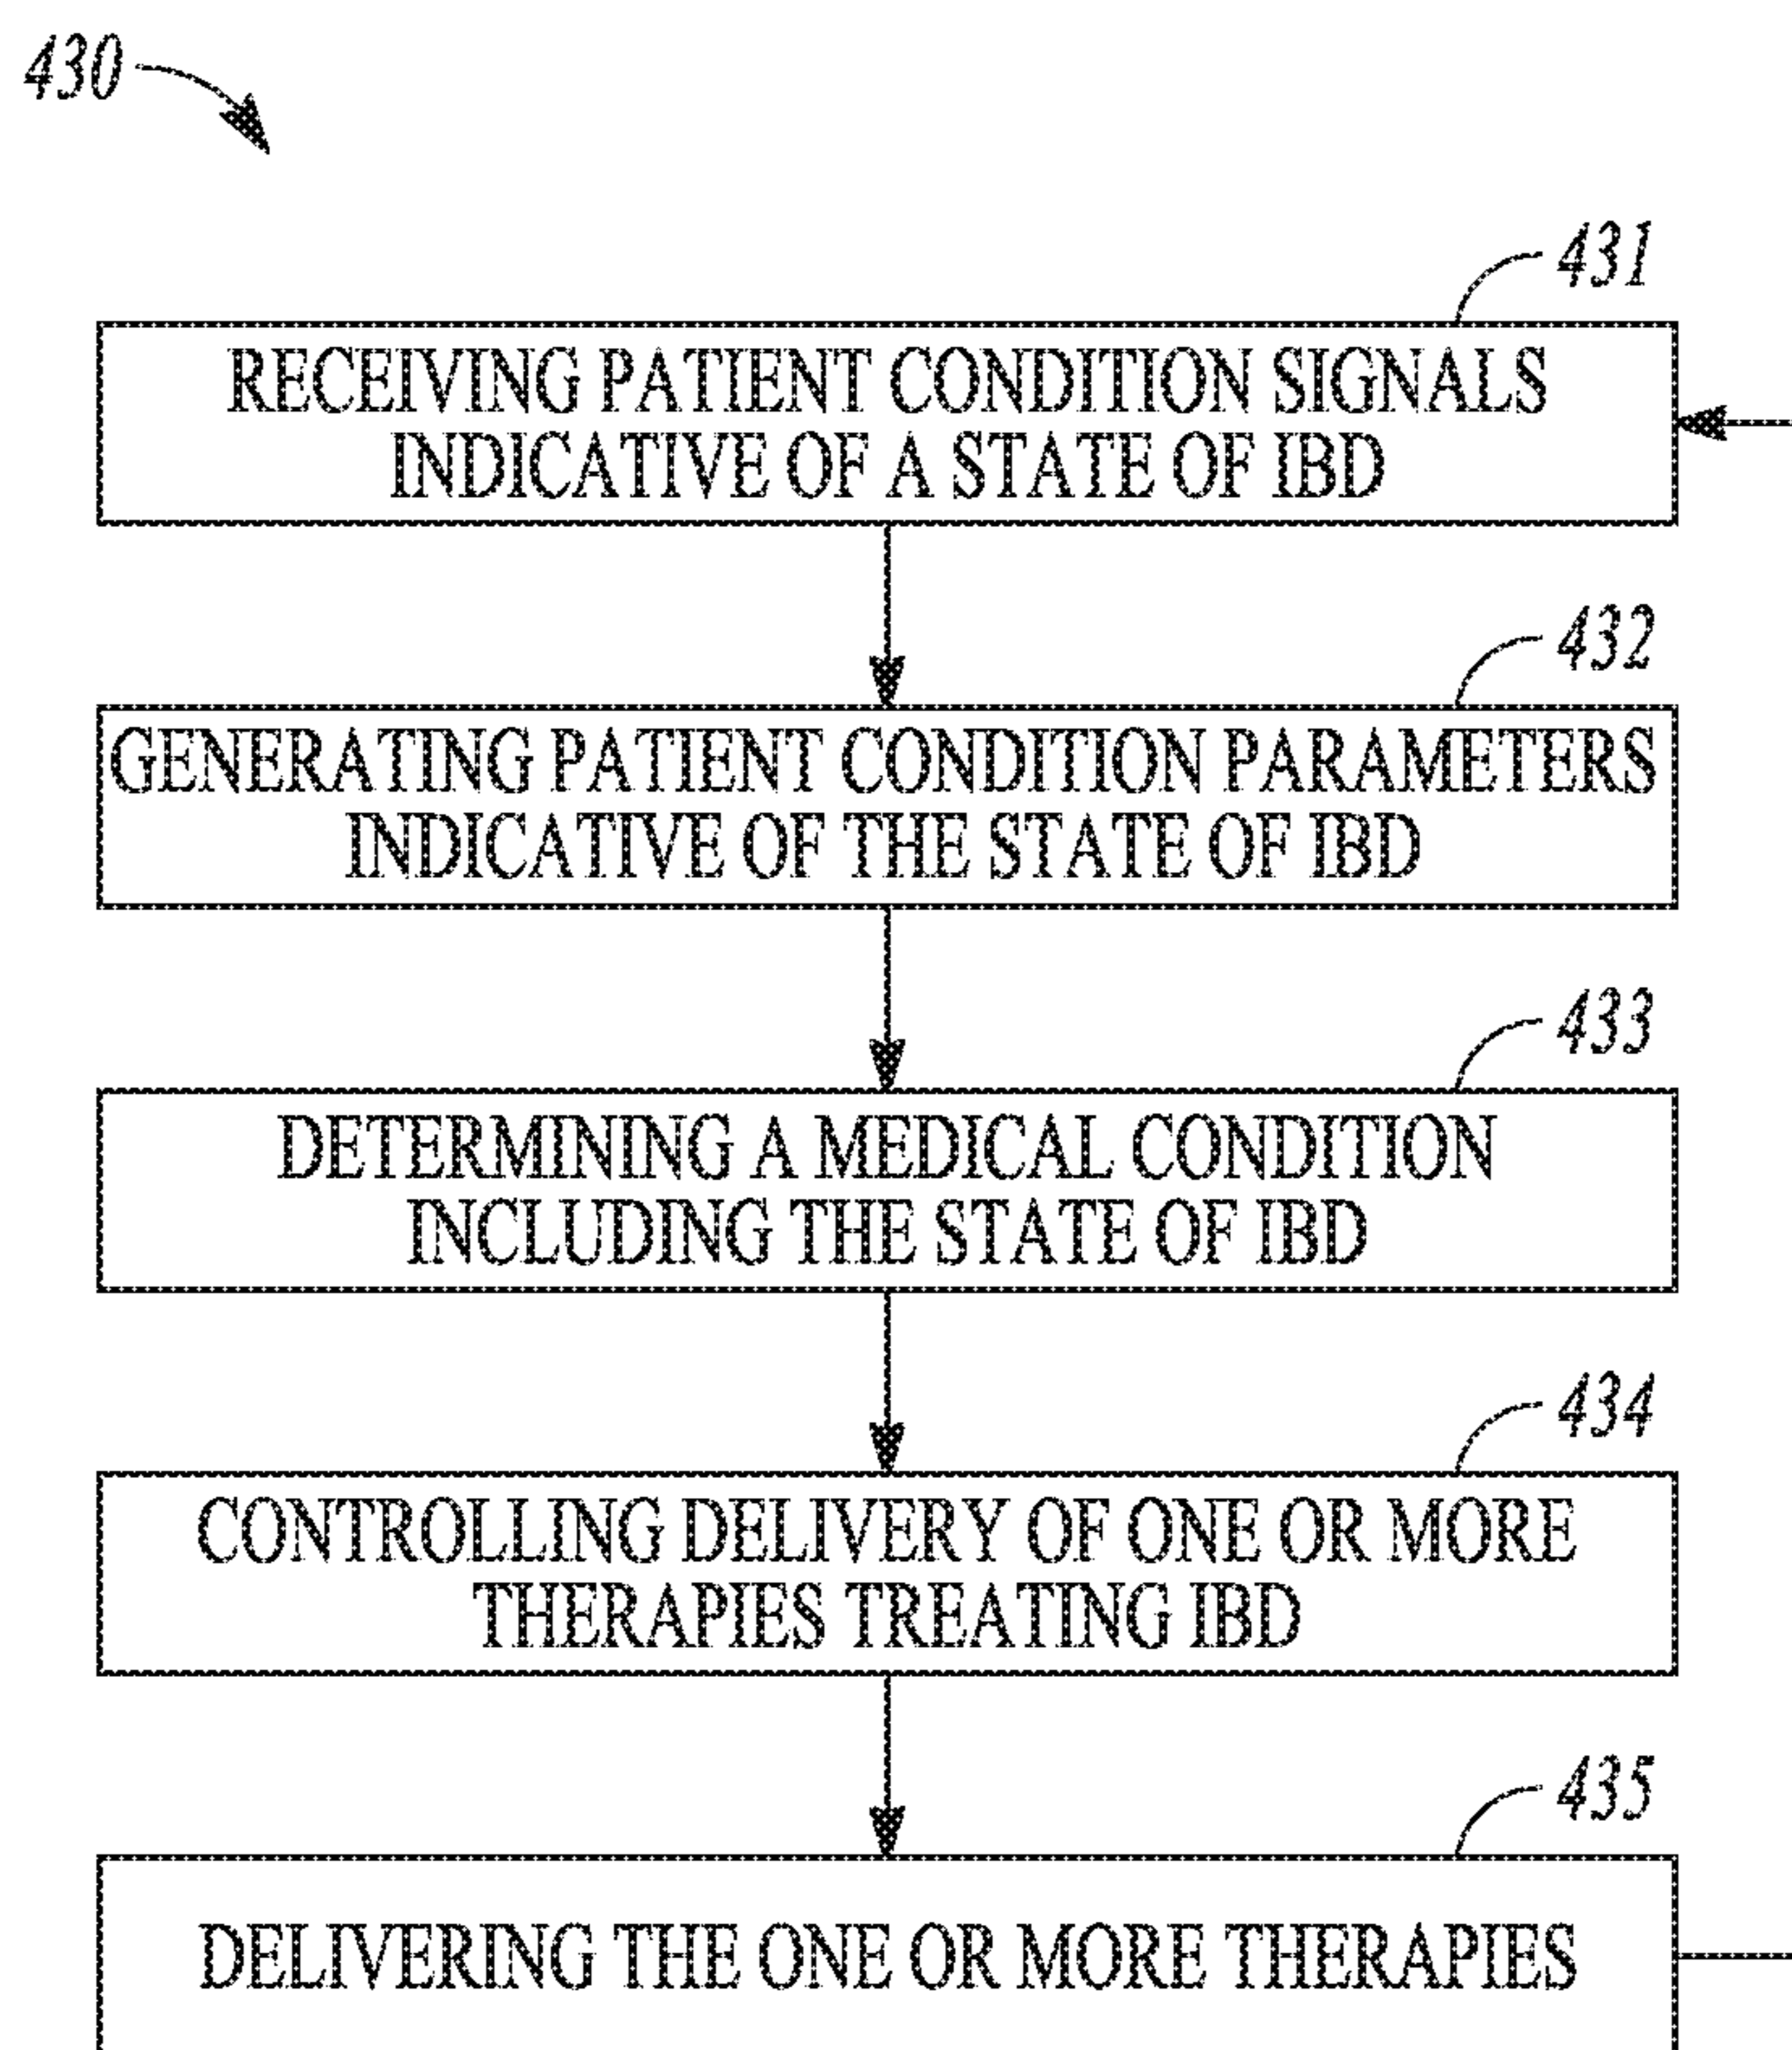 430
431
RECEIVING PATIENT CONDITION SIGNALS
INDICATIVE OF A STATE OF IBD
432
GENERATING PATIENT CONDITION PARAMETERS
INDICATIVE OF THE STATE OF IBD
433
DETERMINING A MEDICAL CONDITION
INCLUDING THE STATE OF IBD
434
CONTROLLING DELIVERY OF ONE OR MORE
THERAPIES TREATING IBD
435
DELIVERING THE ONE OR MORE THERAPIES